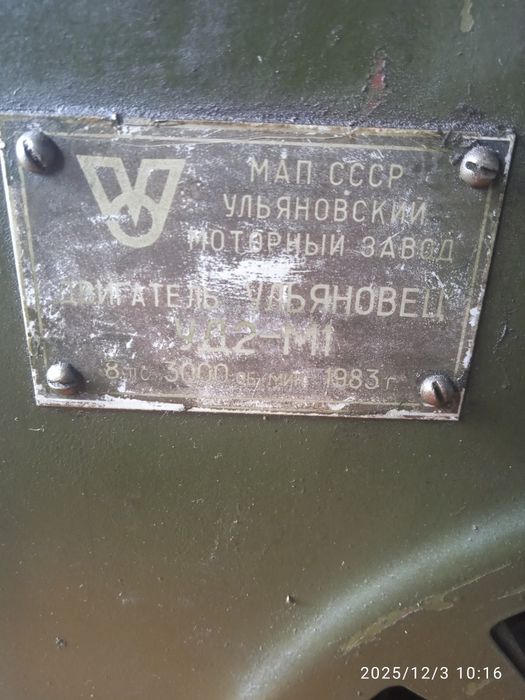 МАП СССР
УЛЬЯНОВСКИЙ
МОТОРНЫЙ ЗАВОД
ДВИГАТЕЛЬ УЛЬЯНОВЕЦ
УД2-М1
8 ЛС 3000 ОБ/МИН 1983 г
2025/12/3 10:16